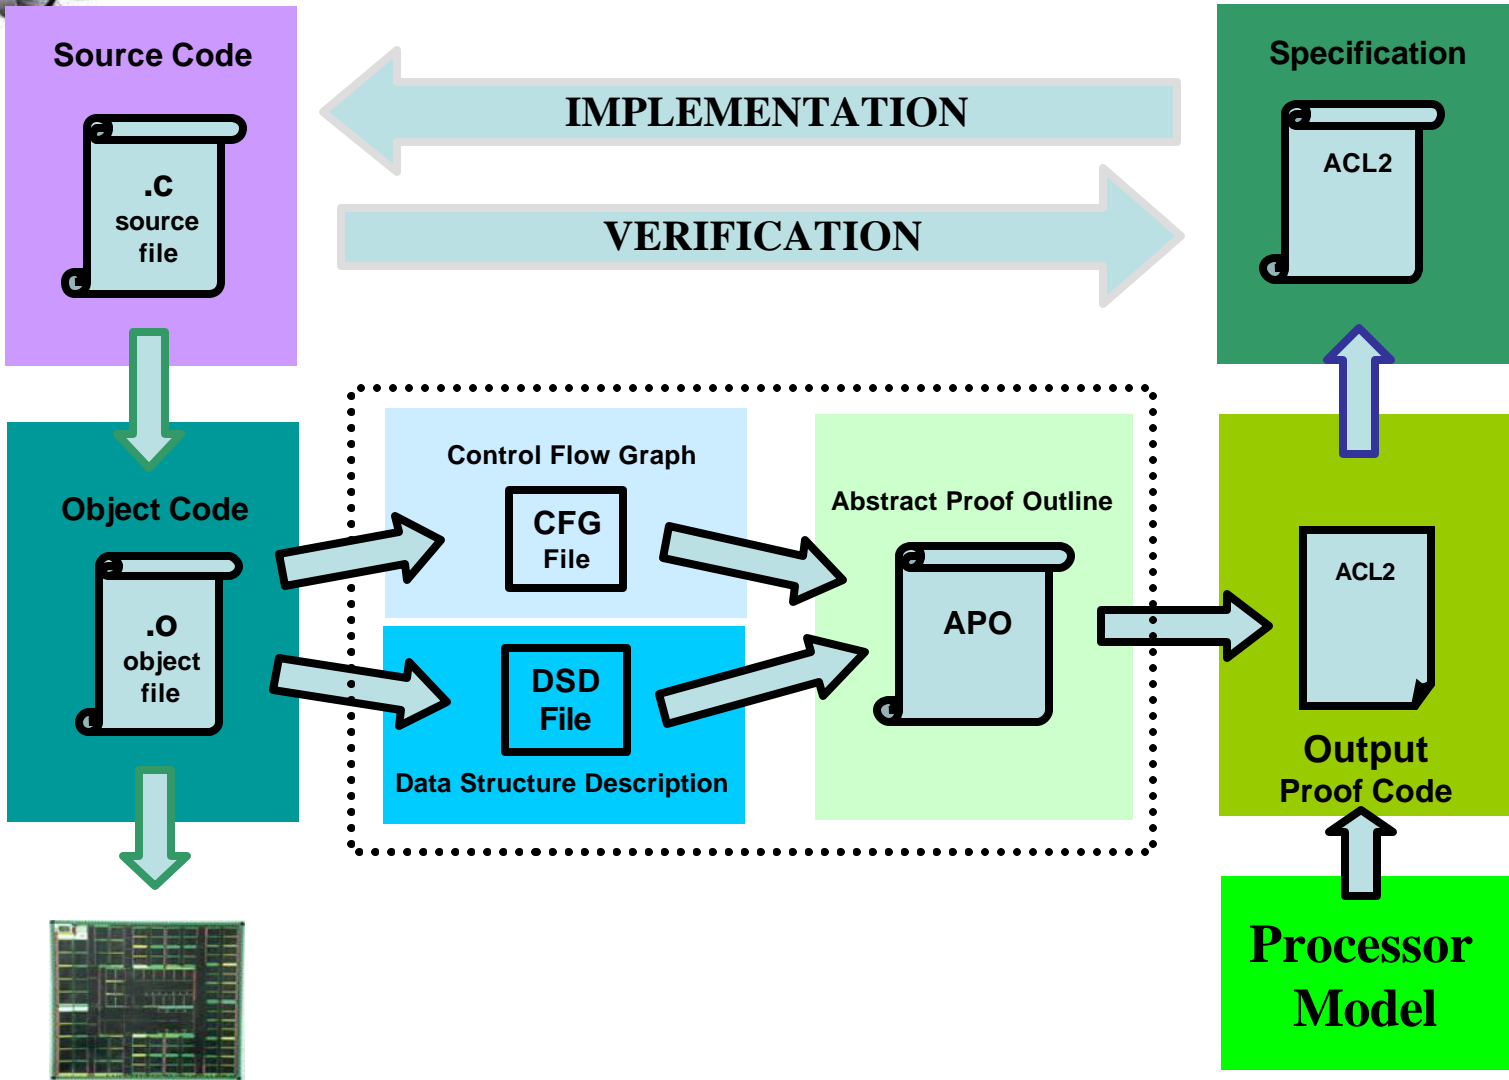 Source Code
.c
source
file
IMPLEMENTATION
VERIFICATION
Specification
ACL2
Object Code
.o
object
file
Control Flow Graph
CFG
File
DSD
File
Data Structure Description
Abstract Proof Outline
APO
ACL2
Output
Proof Code
Processor
Model